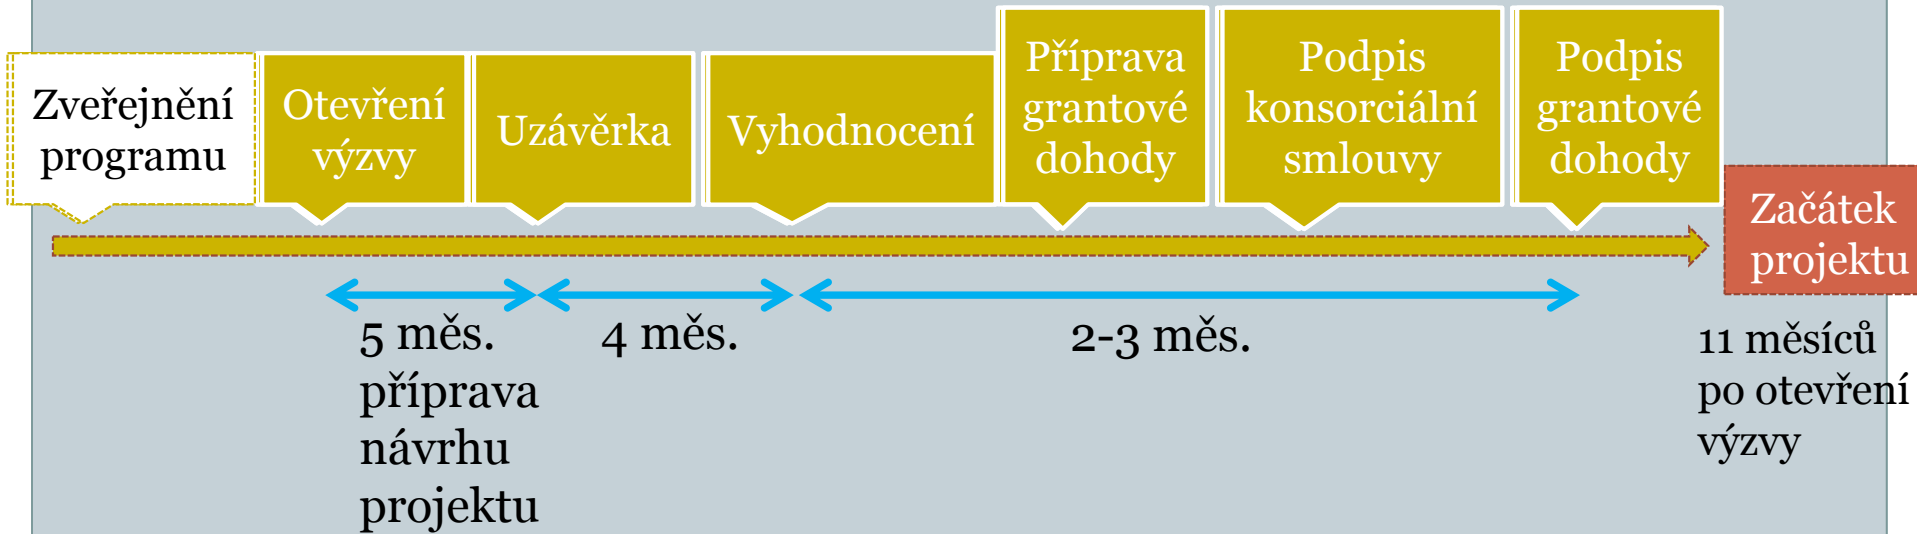 Zveřejnění
programu
Otevření
výzvy
Uzávěrka
Vyhodnocení
Příprava
grantové
dohody
Podpis
konsorciální
smlouvy
Podpis
grantové
dohody
Začátek
projektu
5 měs.
příprava
návrhu
projektu
4 měs.
2-3 měs.
11 měsíců
po otevření
výzvy